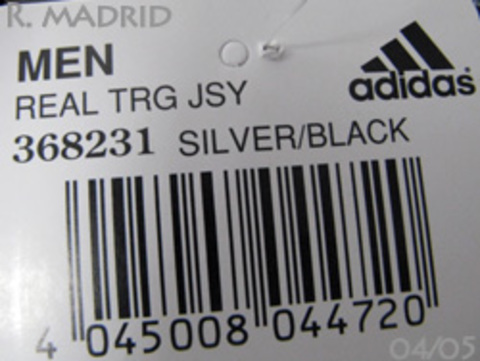 R. MADRID
MEN
adidas
REAL TRG JSY
368231 SILVER/BLACK
4 045008 044720
04/05